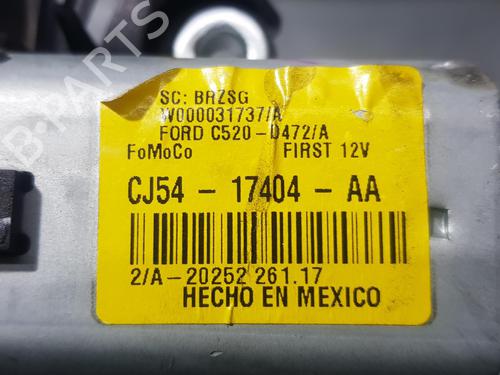 SC: BRZSG
W000031737/A
FORD C520-D472/A
FoMoCo FIRST 12V
CJ54 - 17404 - AA
2/A-20252 261.17
HECHO EN MEXICO
B-PARTS